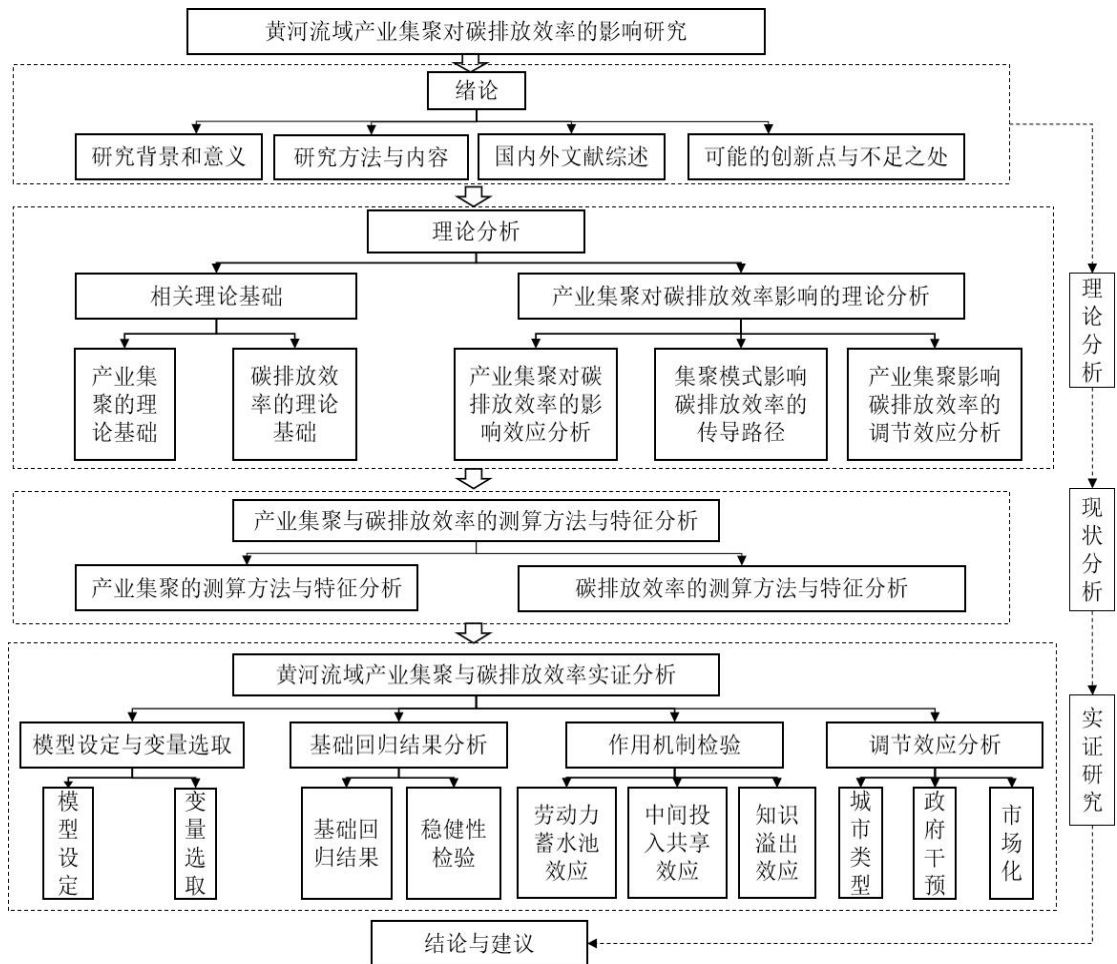 黄河流域产业集聚对碳排放效率的影响研究
绪论
研究背景和意义
研究方法与内容
国内外文献综述
可能的创新点与不足之处
理论分析
相关理论基础
产业集聚对碳排放效率影响的理论分析
产业集
聚的理
论基础
碳排放效
率的理论
基础
产业集聚对碳
排放效率的影
响效应分析
集聚模式影响
碳排放效率的
传导路径
产业集聚影响
碳排放效率的
调节效应分析
理
论
分
析
产业集聚与碳排放效率的测算方法与特征分析
产业集聚的测算方法与特征分析
碳排放效率的测算方法与特征分析
现
状
分
析
黄河流域产业集聚与碳排放效率实证分析
模型设定与变量选取
基础回归结果分析
作用机制检验
调节效应分析
模
型
设
定
变
量
选
取
基础回
归结果
稳健性
检验
劳动力
蓄水池
效应
中间投
入共享
效应
知识
溢出
效应
城
市
类
型
政
府
干
预
市
场
化
实
证
研
究
结论与建议